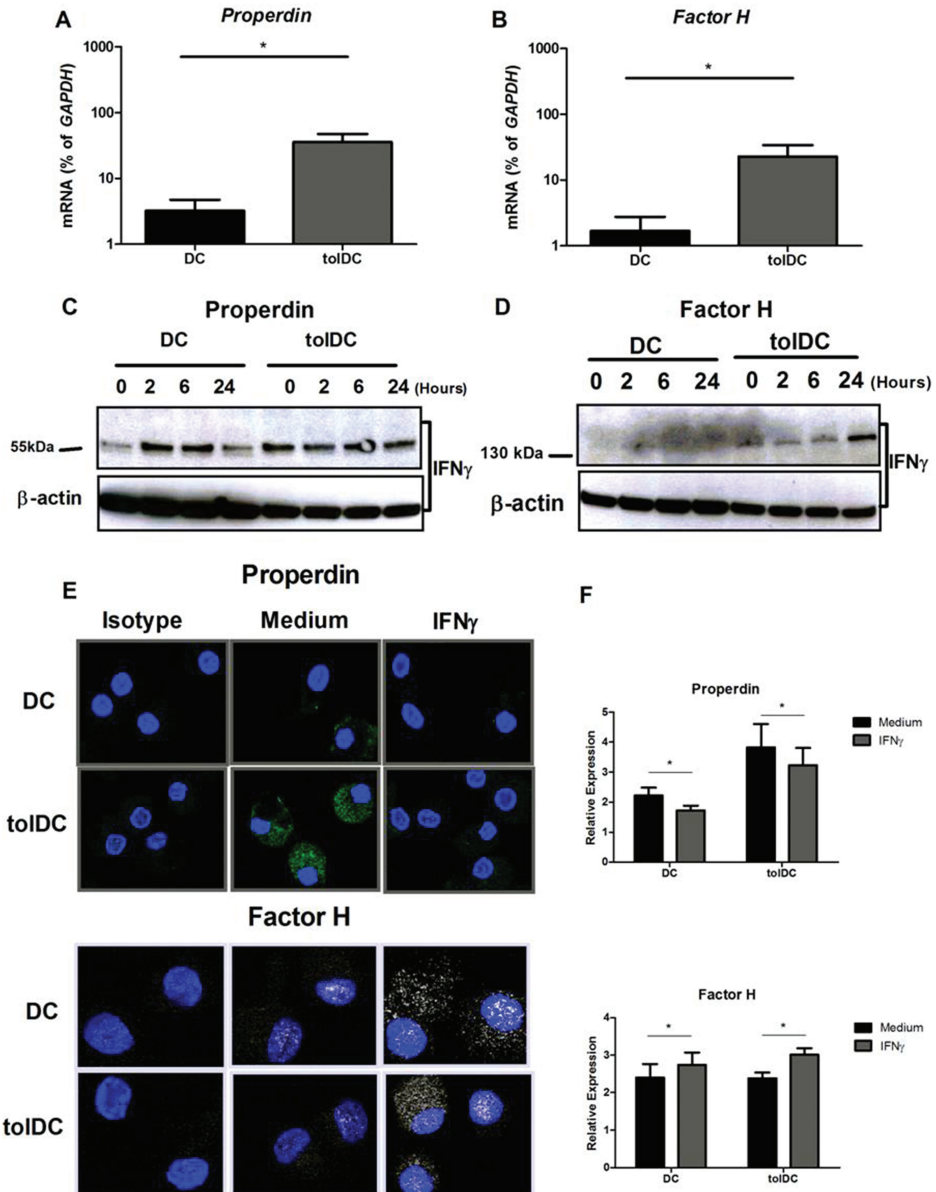 A
Properdin
mRNA (% of GAPDH)
1000
100
10
1
*
DC
tolDC
B
Factor H
mRNA (% of GAPDH)
1000
100
10
1
*
DC
tolDC
C
Properdin
DC tolDC
0 2 6 24 0 2 6 24 (Hours)
55kDa
β-actin
IFNγ
D
Factor H
DC tolDC
0 2 6 24 0 2 6 24 (Hours)
130 kDa
β-actin
IFNγ
E
Properdin
Isotype Medium IFNγ
DC
tolDC
Factor H
DC
tolDC
F
Properdin
Relative Expression
5
4
3
2
1
0
*
*
DC
tolDC
Medium
IFNγ
Factor H
Relative Expression
4
3
2
1
0
*
*
DC
tolDC
Medium
IFNγ